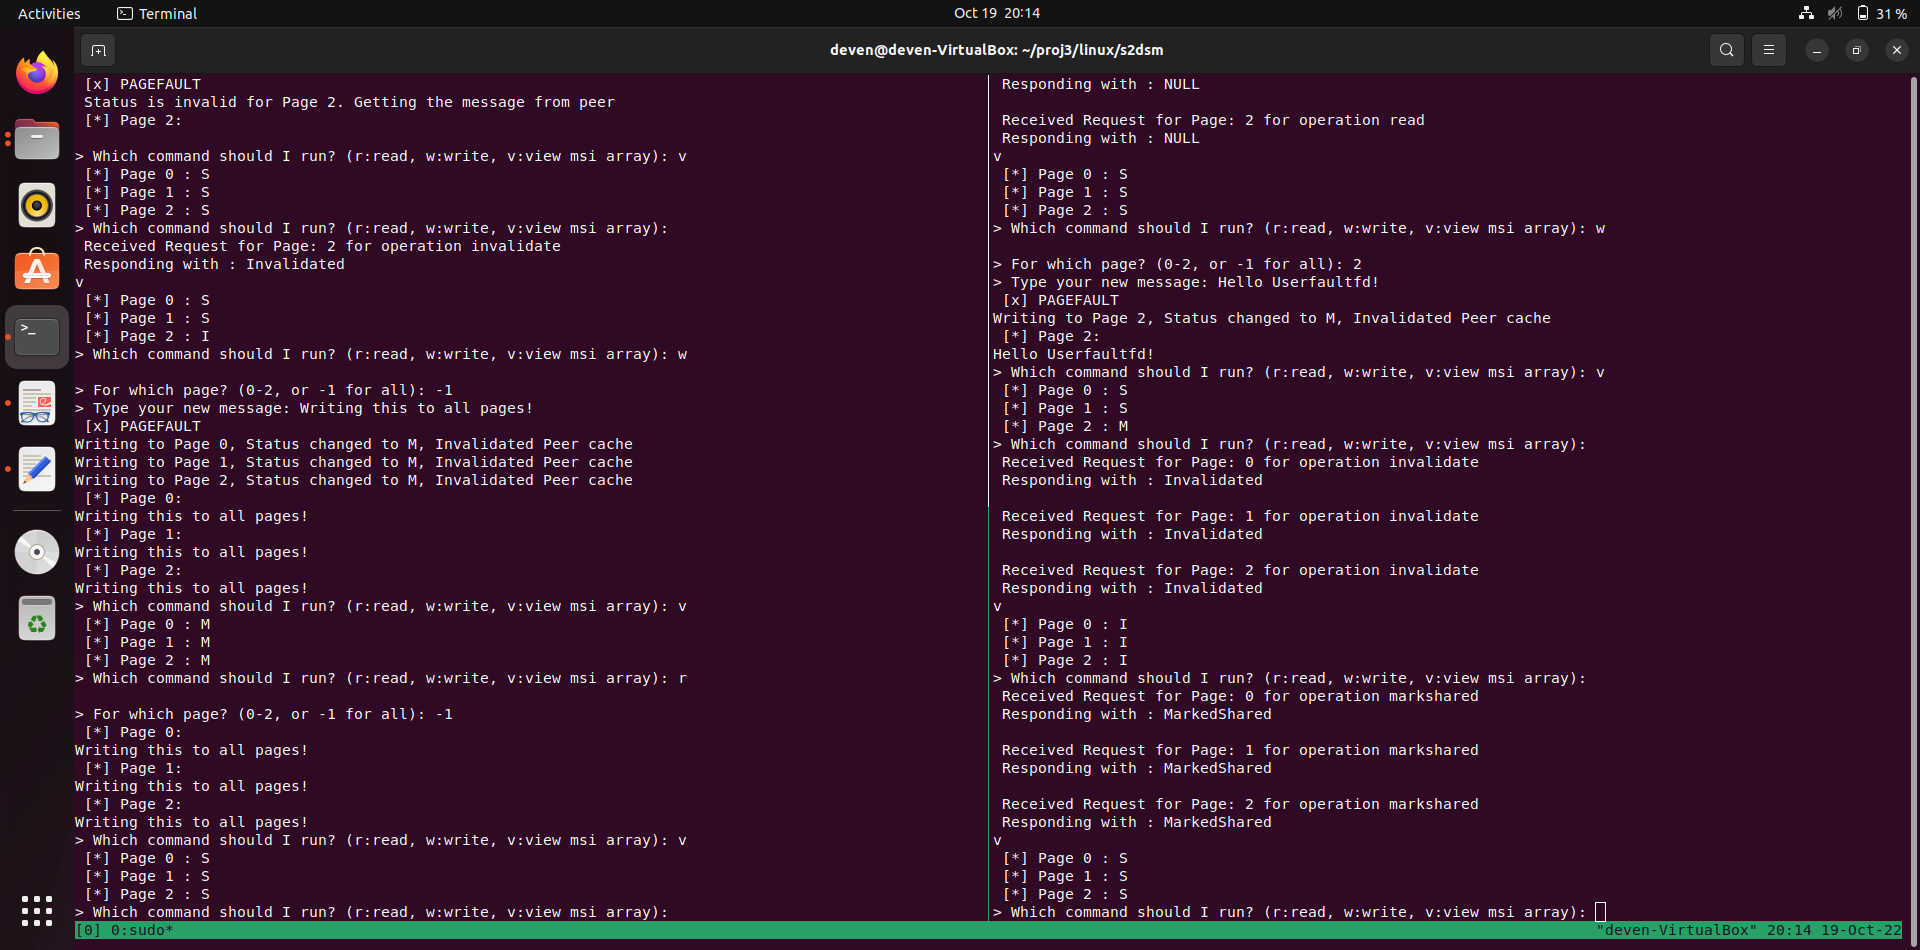 Activities
Terminal
Oct 19 20:14
31 %
deven@deven-VirtualBox: ~/proj3/linux/s2dsm
[x] PAGEFAULT
Status is invalid for Page 2. Getting the message from peer
[*] Page 2:
> Which command should I run? (r:read, w:write, v:view msi array): v
[*] Page 0 : S
[*] Page 1 : S
[*] Page 2 : S
> Which command should I run? (r:read, w:write, v:view msi array):
Received Request for Page: 2 for operation invalidate
Responding with : Invalidated
v
[*] Page 0 : S
[*] Page 1 : S
[*] Page 2 : I
> Which command should I run? (r:read, w:write, v:view msi array): w
> For which page? (0-2, or -1 for all): -1
> Type your new message: Writing this to all pages!
[x] PAGEFAULT
Writing to Page 0, Status changed to M, Invalidated Peer cache
Writing to Page 1, Status changed to M, Invalidated Peer cache
Writing to Page 2, Status changed to M, Invalidated Peer cache
[*] Page 0:
Writing this to all pages!
[*] Page 1:
Writing this to all pages!
[*] Page 2:
Writing this to all pages!
> Which command should I run? (r:read, w:write, v:view msi array): v
[*] Page 0 : M
[*] Page 1 : M
[*] Page 2 : M
> Which command should I run? (r:read, w:write, v:view msi array): r
> For which page? (0-2, or -1 for all): -1
[*] Page 0:
Writing this to all pages!
[*] Page 1:
Writing this to all pages!
[*] Page 2:
Writing this to all pages!
> Which command should I run? (r:read, w:write, v:view msi array): v
[*] Page 0 : S
[*] Page 1 : S
[*] Page 2 : S
> Which command should I run? (r:read, w:write, v:view msi array):
Responding with : NULL
Received Request for Page: 2 for operation read
Responding with : NULL
v
[*] Page 0 : S
[*] Page 1 : S
[*] Page 2 : S
> Which command should I run? (r:read, w:write, v:view msi array): w
> For which page? (0-2, or -1 for all): 2
> Type your new message: Hello Userfaultfd!
[x] PAGEFAULT
Writing to Page 2, Status changed to M, Invalidated Peer cache
[*] Page 2:
Hello Userfaultfd!
> Which command should I run? (r:read, w:write, v:view msi array): v
[*] Page 0 : S
[*] Page 1 : S
[*] Page 2 : M
> Which command should I run? (r:read, w:write, v:view msi array):
Received Request for Page: 0 for operation invalidate
Responding with : Invalidated
Received Request for Page: 1 for operation invalidate
Responding with : Invalidated
Received Request for Page: 2 for operation invalidate
Responding with : Invalidated
v
[*] Page 0 : I
[*] Page 1 : I
[*] Page 2 : I
> Which command should I run? (r:read, w:write, v:view msi array):
Received Request for Page: 0 for operation markshared
Responding with : MarkedShared
Received Request for Page: 1 for operation markshared
Responding with : MarkedShared
Received Request for Page: 2 for operation markshared
Responding with : MarkedShared
v
[*] Page 0 : S
[*] Page 1 : S
[*] Page 2 : S
> Which command should I run? (r:read, w:write, v:view msi array):
[0] 0:sudo*
"deven-VirtualBox" 20:14 19-Oct-22